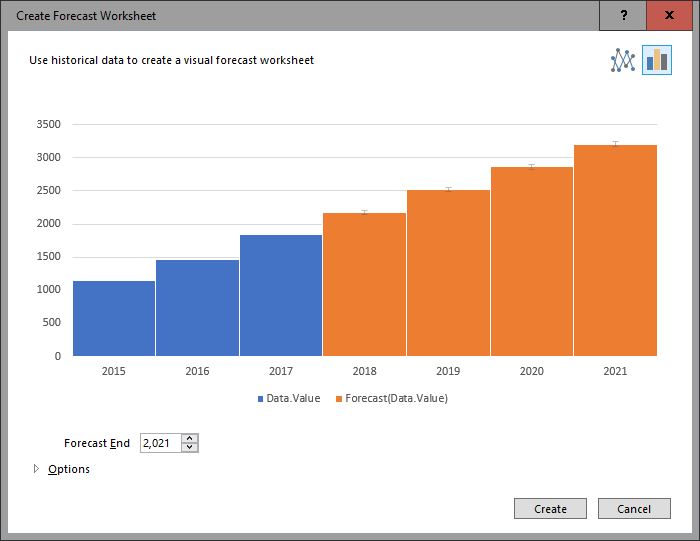 Create Forecast Worksheet
?
x
Use historical data to create a visual forecast worksheet
3500
3000
2500
2000
1500
1000
500
0
2015 2016 2017 2018 2019 2020 2021
Data.Value Forecast(Data.Value)
Forecast End 2,021
Options
Create Cancel